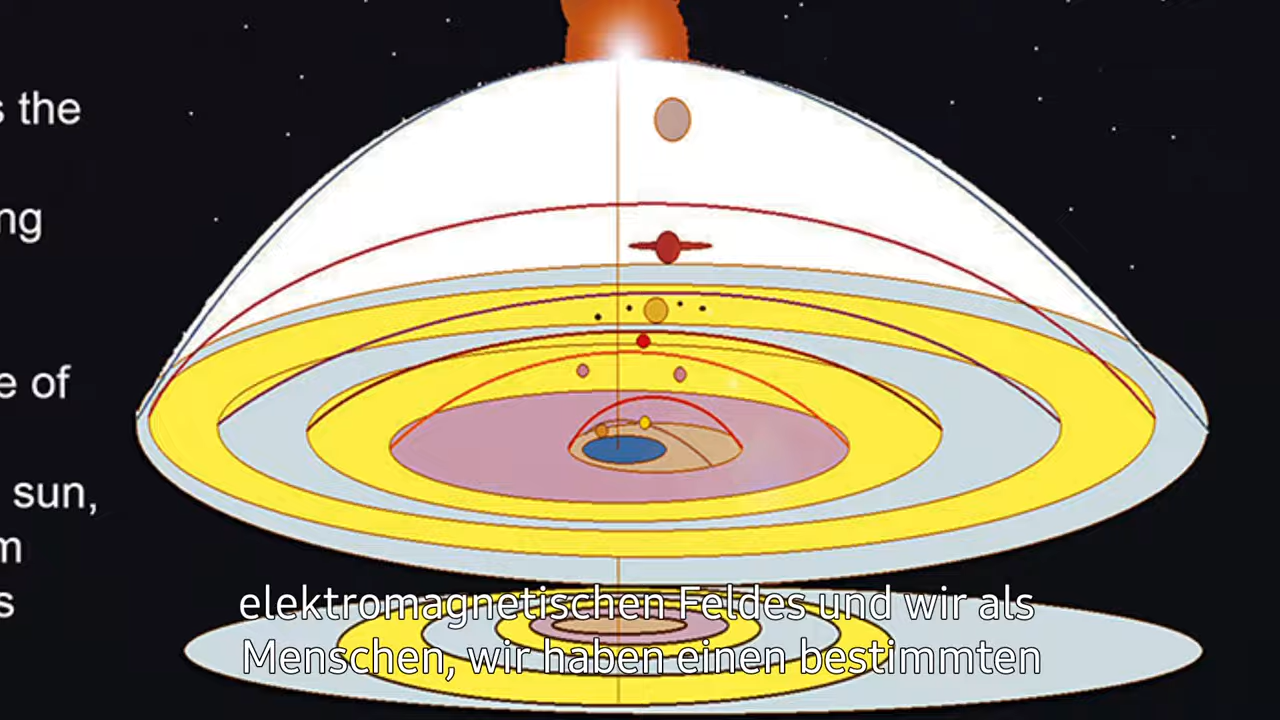 s the
ng
e of
sun,
m
s
elektromagnetischen Feldes und wir als
Menschen, wir haben einen bestimmten